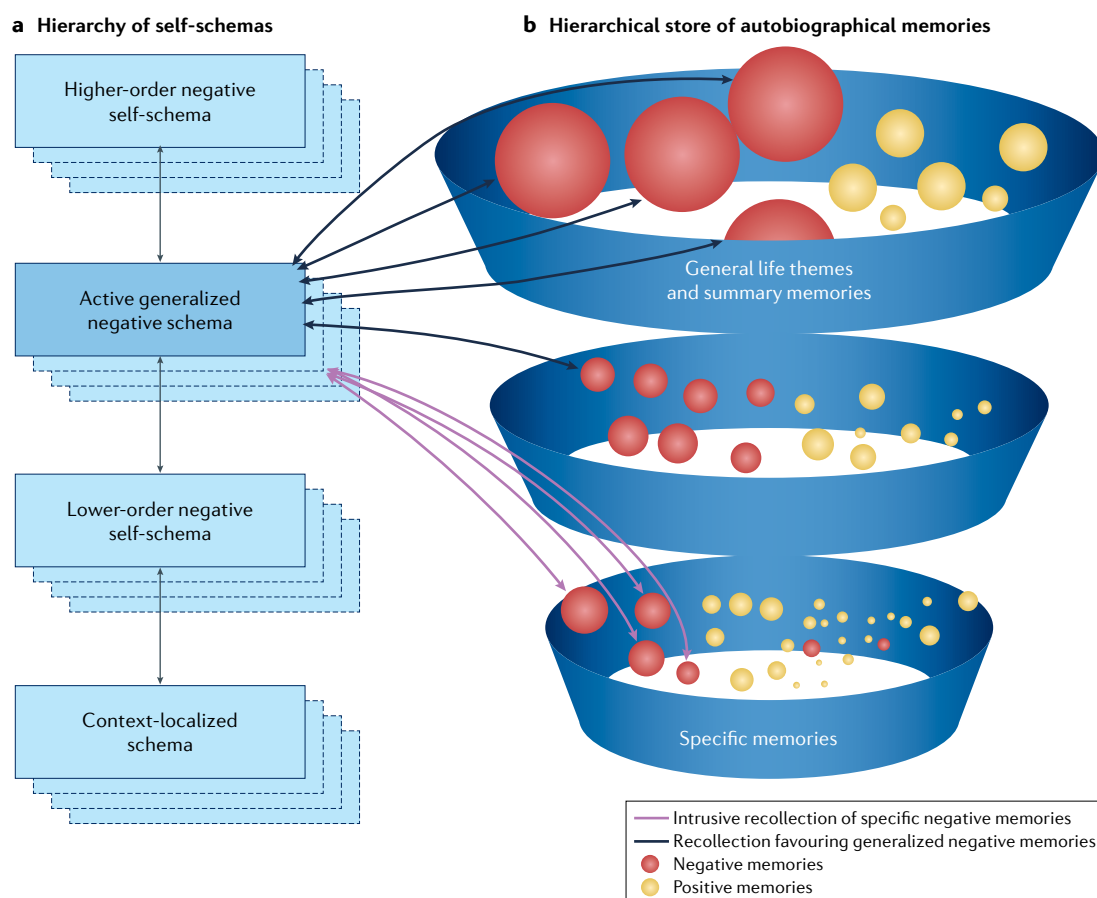 a Hierarchy of self-schemas
Higher-order negative
self-schema
Active generalized
negative schema
Lower-order negative
self-schema
Context-localized
schema
b Hierarchical store of autobiographical memories
General life themes
and summary memories
Specific memories
Intrusive recollection of specific negative memories
Recollection favouring generalized negative memories
Negative memories
Positive memories